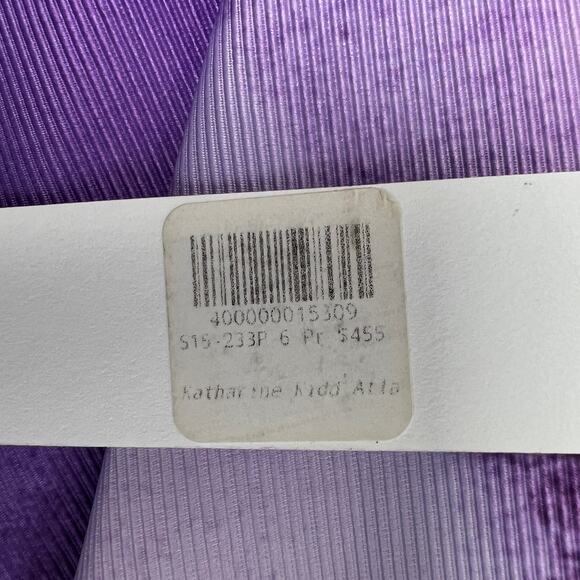 400000015309
S15-233P 6 Pr $455
Katharine Kidd Atla